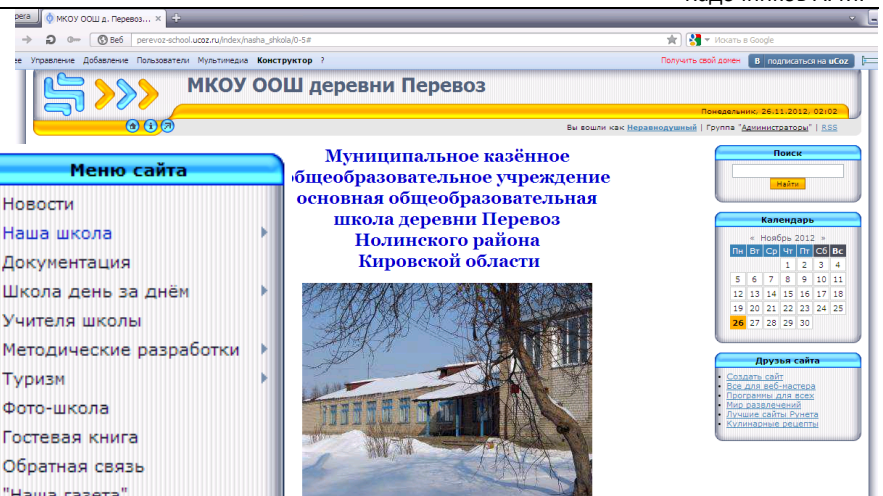 МКОУ ООШ д. Перевоз...
Веб perevoz-school.ucoz.ru/index/nasha_shkola/0-5#
Искать в Google
Управление Добавление Пользователи Мультимедиа Конструктор ?
Получить свой домен
В подписаться на uCoz
МКОУ ООШ деревни Перевоз
Понедельник, 26.11.2012, 02:02
Вы вошли как Неравнодушный | Группа "Администраторы" | RSS
Меню сайта
Новости
Наша школа
Документация
Школа день за днём
Учителя школы
Методические разработки
Туризм
Фото-школа
Гостевая книга
Обратная связь
"Наша газета"
Муниципальное казённое
бщеобразовательное учреждение
основная общеобразовательная
школа деревни Перевоз
Нолинского района
Кировской области
Поиск
Найти
Календарь
« Ноябрь 2012 »
Пн Вт Ср Чт Пт Сб Вс
1 2 3 4
5 6 7 8 9 10 11
12 13 14 15 16 17 18
19 20 21 22 23 24 25
26 27 28 29 30
Друзья сайта
Создать сайт
Все для веб-мастера
Программы для всех
Мир развлечений
Лучшие сайты Рунета
Кулинарные рецепты